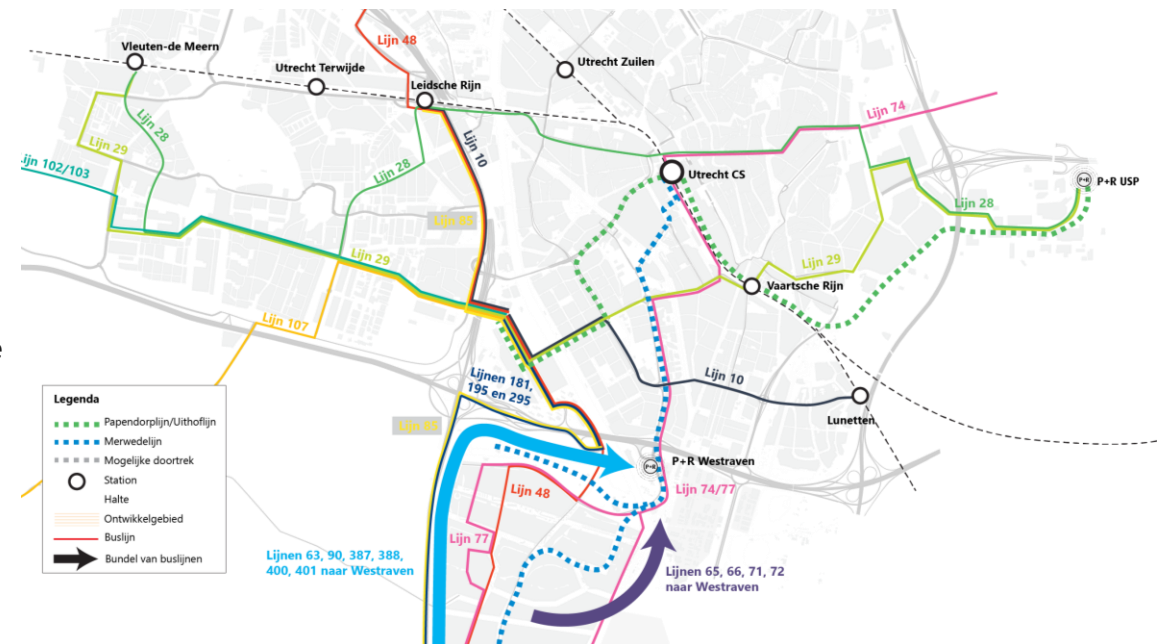 Lijn 48
Vleuten-de Meern
Utrecht Terwijde
Leidsche Rijn
Utrecht Zuilen
Lijn 74
Lijn 28
Lijn 29
Lijn 102/103
Lijn 28
Lijn 10
Utrecht CS
P+R
P+R USP
Lijn 28
Lijn 85
Lijn 29
Lijn 29
Vaartsche Rijn
Lijn 107
e
Lijn 10
Lijnen 181,
195 en 295
Lunetten
Lijn 85
P+R
P+R Westraven
Lijn 48
Lijn 74/77
Lijn 77
Lijnen 63, 90, 387, 388,
400, 401 naar Westraven
Lijnen 65, 66, 71, 72
naar Westraven
Legenda
Papendorplijn/Uithoflijn
Merwedelijn
Mogelijke doortrek
Station
Halte
Ontwikkelgebied
Buslijn
Bundel van buslijnen